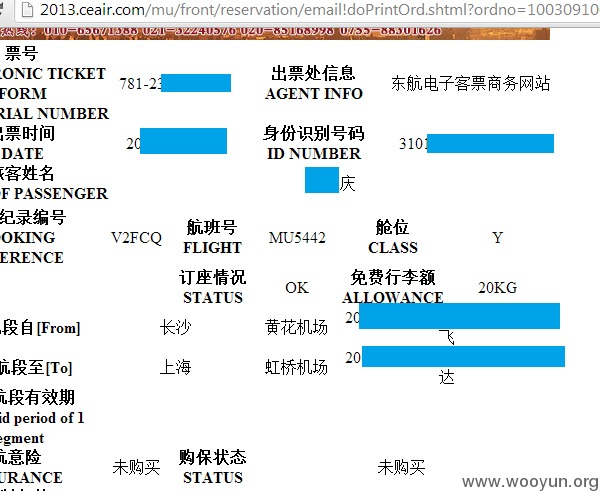 2013.ceair.com/mu/front/reservation/email!doPrintOrd.shtml?ordno=10030910
票号
RONIC TICKET 781-23 出票处信息 东航电子客票商务网站
FORM AGENT INFO
RIAL NUMBER
出票时间 20 身份识别号码 3101
DATE ID NUMBER
旅客姓名 庆
OF PASSENGER
纪录编号 航班号 舱位
OOKING V2FCQ FLIGHT MU5442 CLASS Y
ERENCE
订座情况 OK 免费行李额 20KG
STATUS ALLOWANCE
段自[From] 长沙 黄花机场 20
飞
航段至[To] 上海 虹桥机场 20
达
航段有效期
id period of 1
egment
航意险 未购买 购保状态 未购买
URANCE STATUS
www.wooyun.org